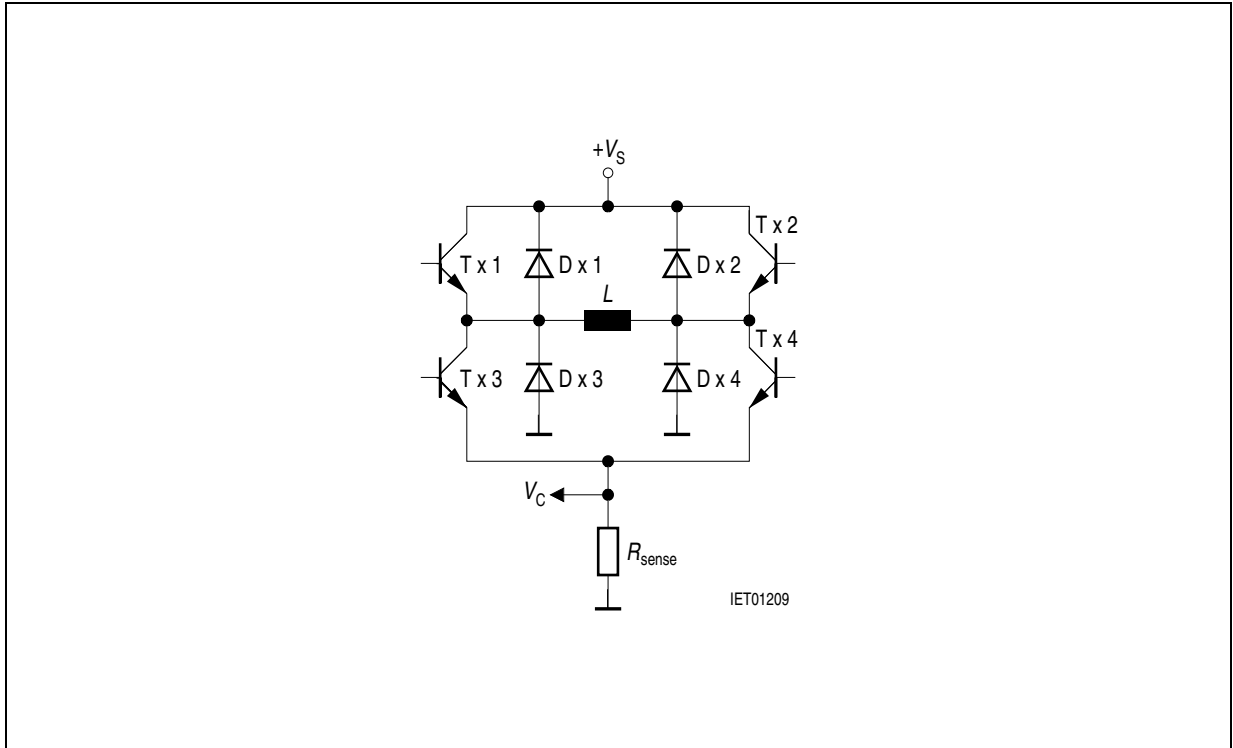 +VS
T x 2
T x 1
D x 1
D x 2
L
T x 4
T x 3
D x 3
D x 4
VC
Rsense
IET01209